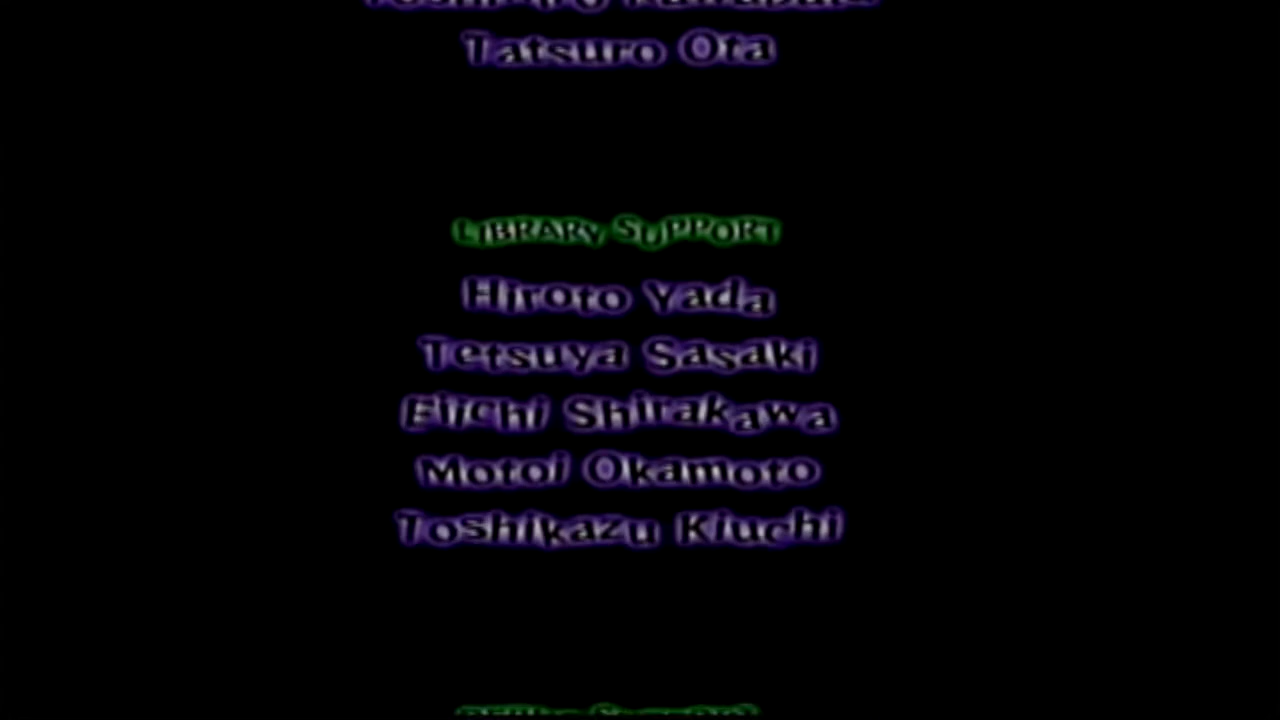 Tatsuro Ota
LIBRARY SUPPORT
Hiroto Yada
Tetsuya Sasaki
Eiichi Shirakawa
Motoi Okamoto
Toshikazu Kiuchi